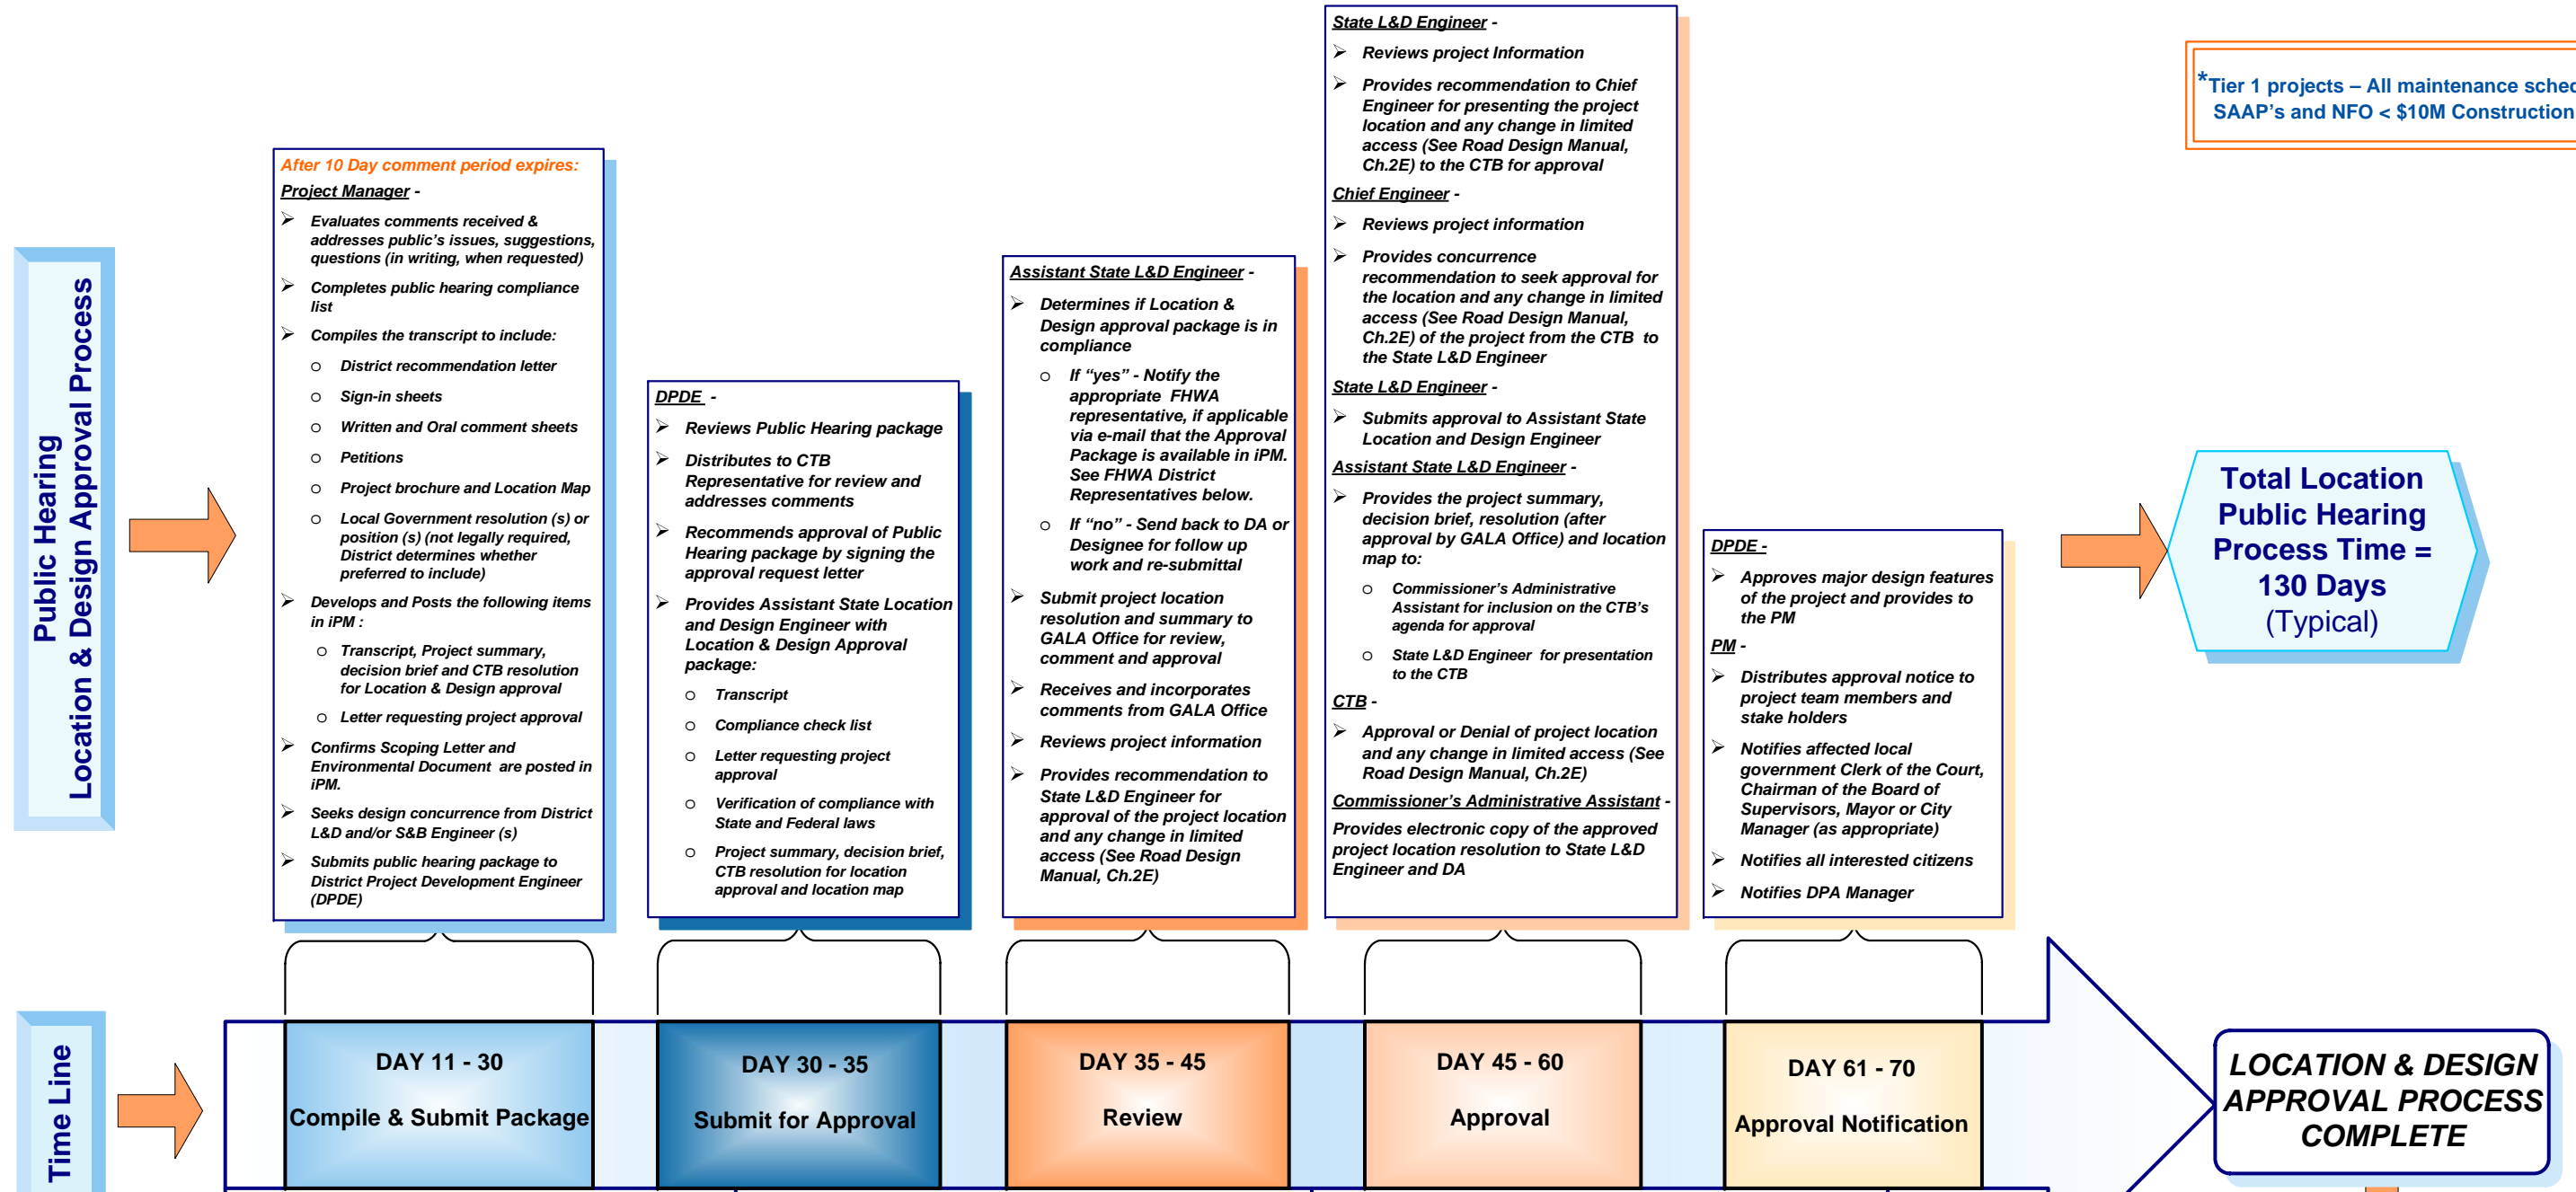 Public Hearing
Location & Design Approval Process
After 10 Day comment period expires:
Project Manager -
➢ Evaluates comments received &
addresses public's issues, suggestions,
questions (in writing, when requested)
➢ Completes public hearing compliance
list
➢ Compiles the transcript to include:
o District recommendation letter
o Sign-in sheets
o Written and Oral comment sheets
o Petitions
o Project brochure and Location Map
o Local Government resolution (s) or
position (s) (not legally required,
District determines whether
preferred to include)
➢ Develops and Posts the following items
in iPM :
o Transcript, Project summary,
decision brief and CTB resolution
for Location & Design approval
o Letter requesting project approval
➢ Confirms Scoping Letter and
Environmental Document are posted in
iPM.
➢ Seeks design concurrence from District
L&D and/or S&B Engineer (s)
➢ Submits public hearing package to
District Project Development Engineer
(DPDE)
DPDE -
➢ Reviews Public Hearing package
➢ Distributes to CTB
Representative for review and
addresses comments
➢ Recommends approval of Public
Hearing package by signing the
approval request letter
➢ Provides Assistant State Location
and Design Engineer with
Location & Design Approval
package:
o Transcript
o Compliance check list
o Letter requesting project
approval
o Verification of compliance with
State and Federal laws
o Project summary, decision brief,
CTB resolution for location
approval and location map
Assistant State L&D Engineer -
➢ Determines if Location &
Design approval package is in
compliance
o If “yes” - Notify the
appropriate FHWA
representative, if applicable
via e-mail that the Approval
Package is available in iPM.
See FHWA District
Representatives below.
o If “no” - Send back to DA or
Designee for follow up
work and re-submittal
➢ Submit project location
resolution and summary to
GALA Office for review,
comment and approval
➢ Receives and incorporates
comments from GALA Office
➢ Reviews project information
➢ Provides recommendation to
State L&D Engineer for
approval of the project location
and any change in limited
access (See Road Design
Manual, Ch.2E)
State L&D Engineer -
➢ Reviews project Information
➢ Provides recommendation to Chief
Engineer for presenting the project
location and any change in limited
access (See Road Design Manual,
Ch.2E) to the CTB for approval
Chief Engineer -
➢ Reviews project information
➢ Provides concurrence
recommendation to seek approval for
the location and any change in limited
access (See Road Design Manual,
Ch.2E) of the project from the CTB to
the State L&D Engineer
State L&D Engineer -
➢ Submits approval to Assistant State
Location and Design Engineer
Assistant State L&D Engineer -
➢ Provides the project summary,
decision brief, resolution (after
approval by GALA Office) and location
map to:
o Commissioner's Administrative
Assistant for inclusion on the CTB's
agenda for approval
o State L&D Engineer for presentation
to the CTB
CTB -
➢ Approval or Denial of project location
and any change in limited access (See
Road Design Manual, Ch.2E)
Commissioner's Administrative Assistant -
Provides electronic copy of the approved
project location resolution to State L&D
Engineer and DA
DPDE -
➢ Approves major design features
of the project and provides to
the PM
PM -
➢ Distributes approval notice to
project team members and
stake holders
➢ Notifies affected local
government Clerk of the Court,
Chairman of the Board of
Supervisors, Mayor or City
Manager (as appropriate)
➢ Notifies all interested citizens
➢ Notifies DPA Manager
*Tier 1 projects – All maintenance sched
SAAP's and NFO < $10M Construction
Total Location
Public Hearing
Process Time =
130 Days
(Typical)
Time Line
DAY 11 - 30
Compile & Submit Package
DAY 30 - 35
Submit for Approval
DAY 35 - 45
Review
DAY 45 - 60
Approval
DAY 61 - 70
Approval Notification
LOCATION & DESIGN
APPROVAL PROCESS
COMPLETE